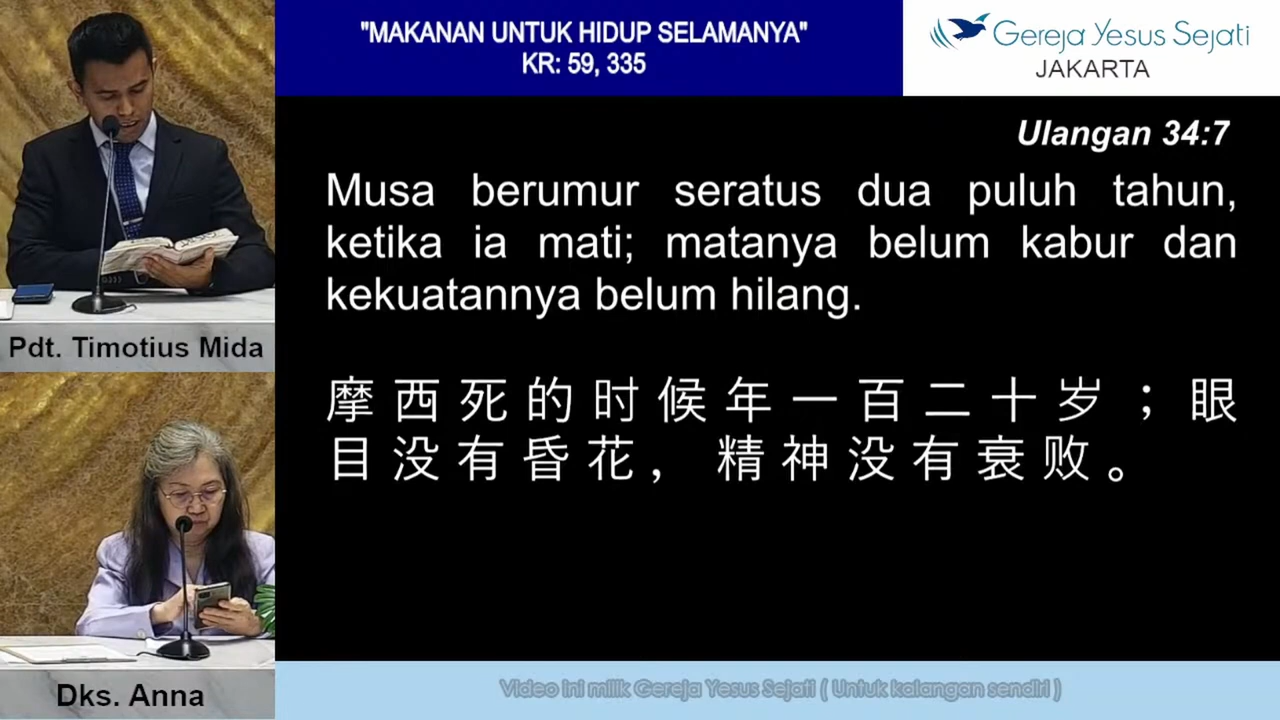 "MAKANAN UNTUK HIDUP SELAMANYA"
KR: 59, 335
Gereja Yesus Sejati
JAKARTA
Ulangan 34:7
Musa berumur seratus dua puluh tahun,
ketika ia mati; matanya belum kabur dan
kekuatannya belum hilang.
摩西死的时候年一百二十岁；眼
目没有昏花，精神没有衰败。
Pdt. Timotius Mida
Dks. Anna
Video ini milik Gereja Yesus Sejati ( Untuk kalangan sendiri )